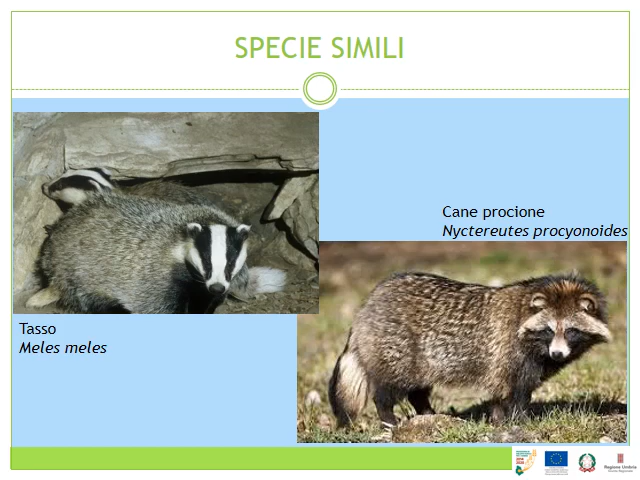 SPECIE SIMILI
Cane procione
Nyctereutes procyonoides
Tasso
Meles meles
Regione Umbria